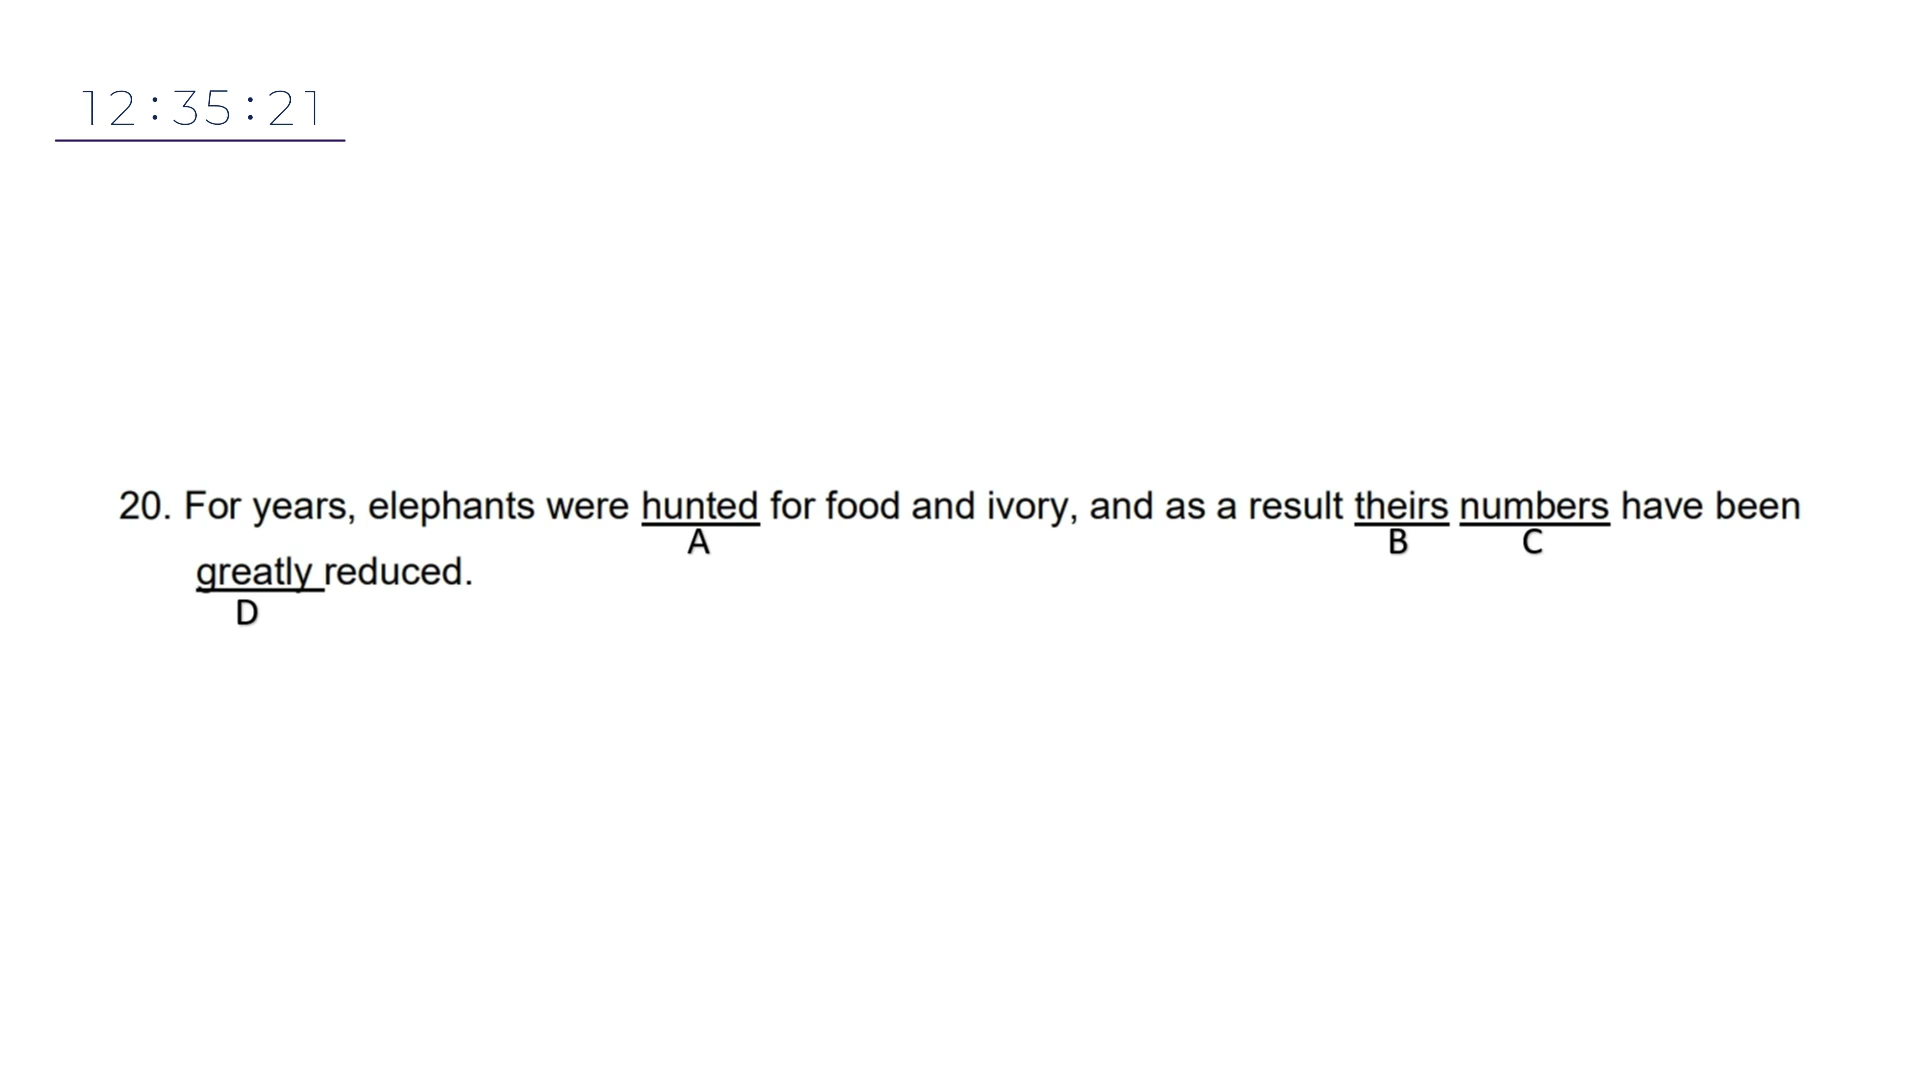 12:35:21
20. For years, elephants were hunted for food and ivory, and as a result theirs numbers have been
A B C
greatly reduced.
D